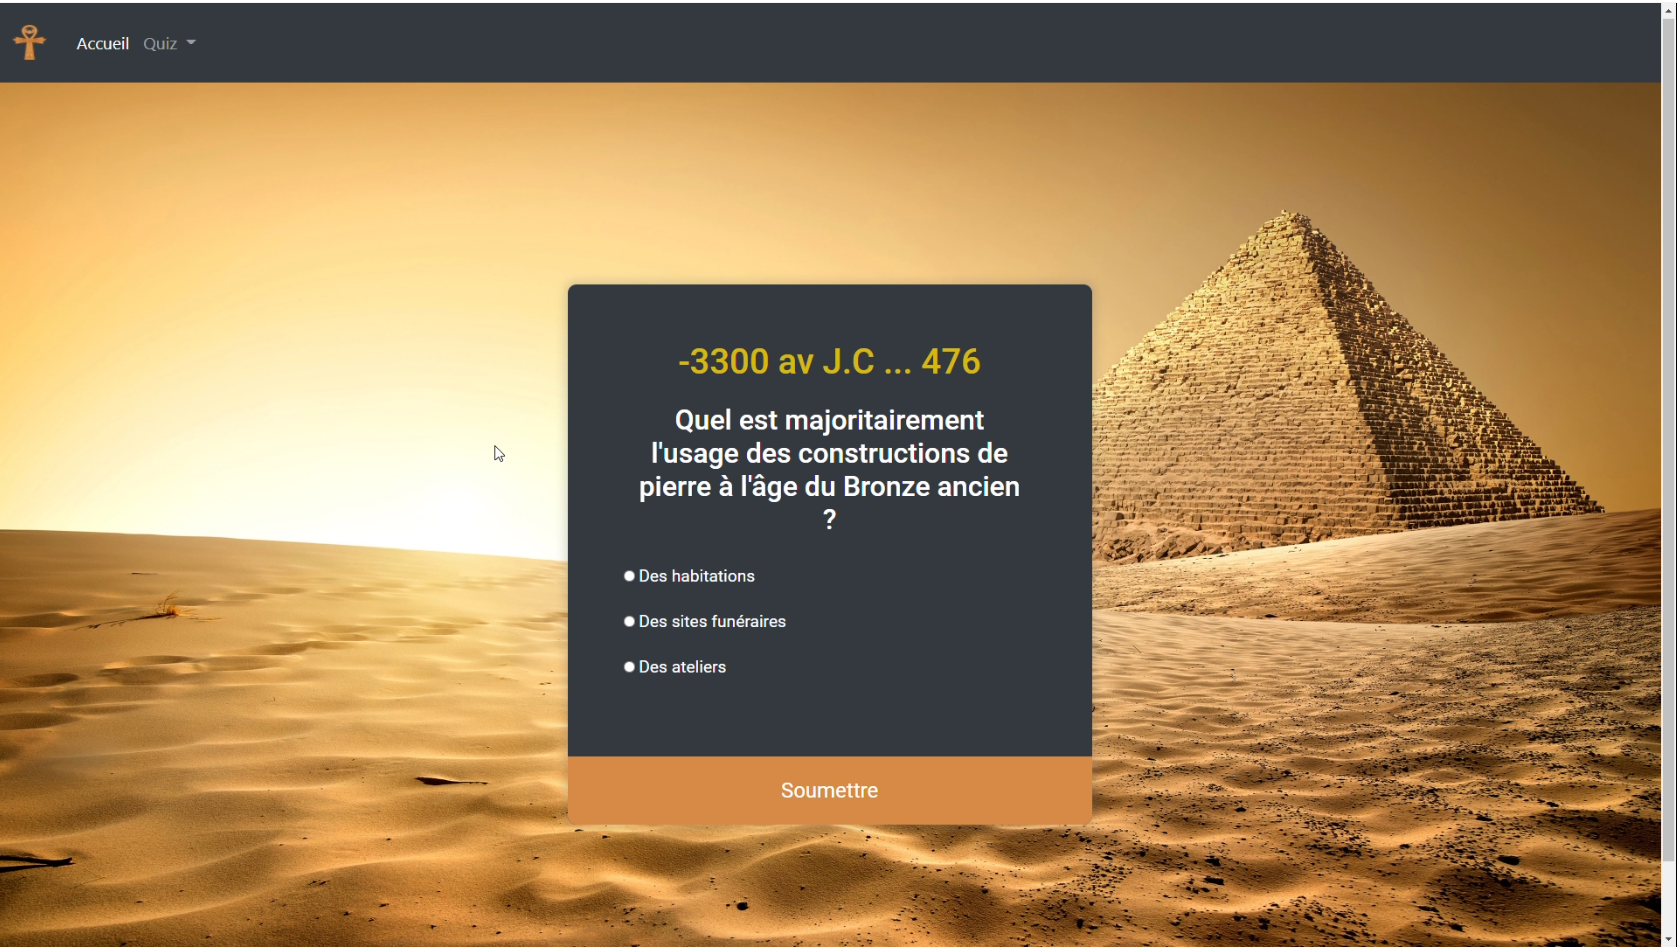 Accueil Quiz
-3300 av J.C ... 476
Quel est majoritairement
l'usage des constructions de
pierre à l'âge du Bronze ancien
?
Des habitations
Des sites funéraires
Des ateliers
Soumettre